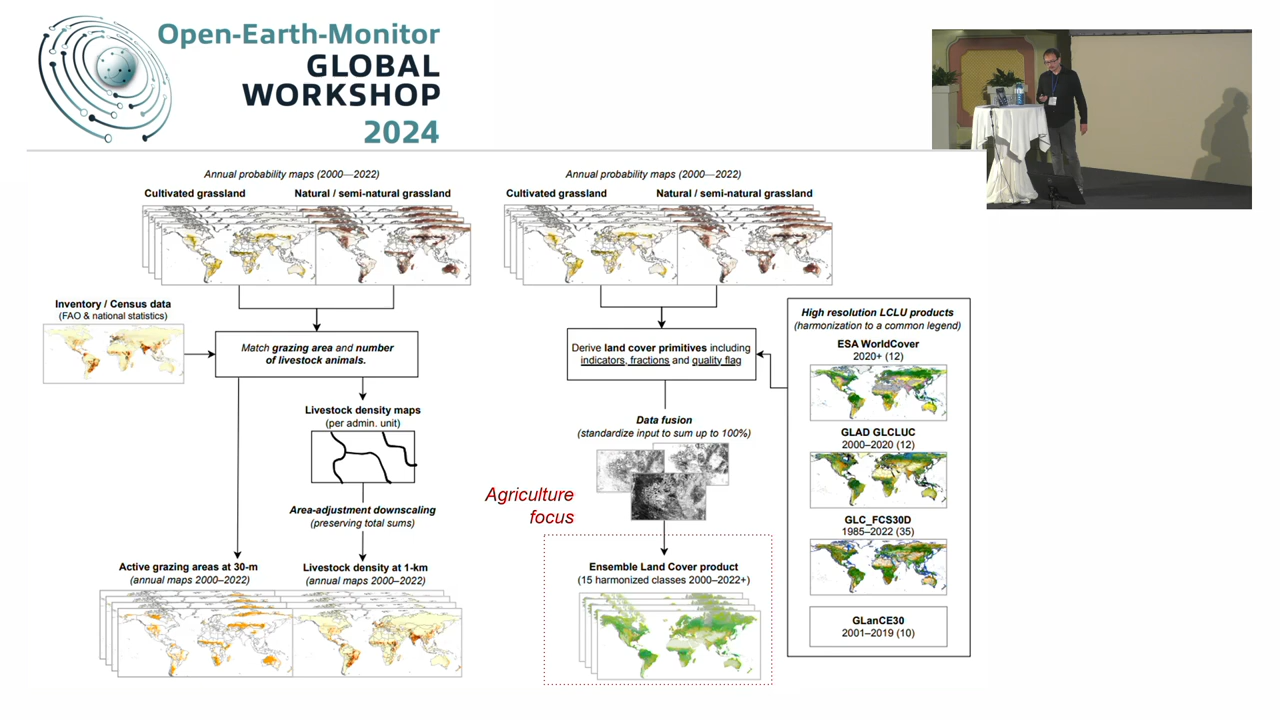 Open-Earth-Monitor
GLOBAL
WORKSHOP
2024
Annual probability maps (2000—2022)
Cultivated grassland
Natural / semi-natural grassland
Inventory / Census data
(FAO & national statistics)
Match grazing area and number
of livestock animals.
Livestock density maps
(per admin. unit)
Area-adjustment downscaling
(preserving total sums)
Active grazing areas at 30-m
(annual maps 2000–2022)
Livestock density at 1-km
(annual maps 2000–2022)
Annual probability maps (2000—2022)
Cultivated grassland
Natural / semi-natural grassland
Derive land cover primitives including
indicators, fractions and quality flag
Data fusion
(standardize input to sum up to 100%)
Agriculture
focus
Ensemble Land Cover product
(15 harmonized classes 2000–2022+)
High resolution LCLU products
(harmonization to a common legend)
ESA WorldCover
2020+ (12)
GLAD GLCLUC
2000–2020 (12)
GLC_FCS30D
1985–2022 (35)
GLanCE30
2001–2019 (10)